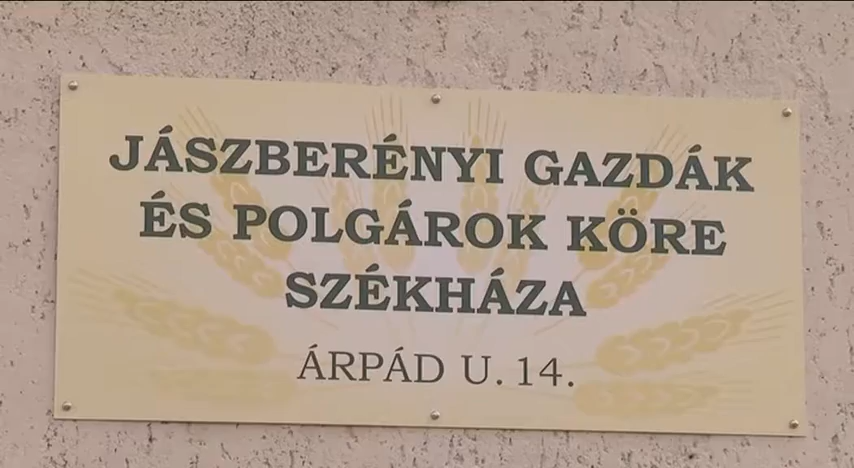 JÁSZBERÉNYI GAZDÁK
ÉS POLGÁROK KÖRE
SZÉKHÁZA
ÁRPÁD U. 14.